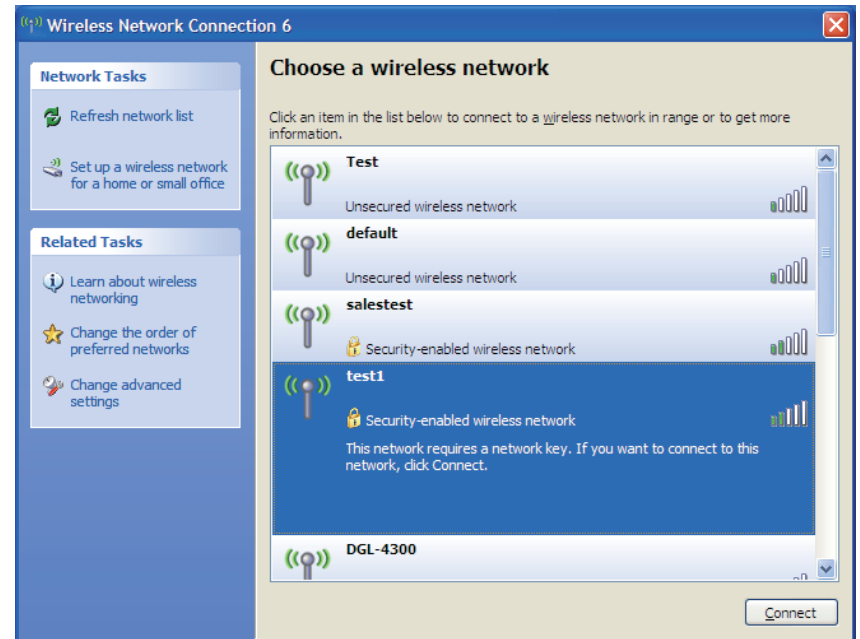 Wireless Network Connection 6
Network Tasks
Refresh network list
Set up a wireless network
for a home or small office
Related Tasks
Learn about wireless
networking
Change the order of
preferred networks
Change advanced
settings
Choose a wireless network
Click an item in the list below to connect to a wireless network in range or to get more
information.
Test
Unsecured wireless network
default
Unsecured wireless network
salestest
Security-enabled wireless network
test1
Security-enabled wireless network
This network requires a network key. If you want to connect to this
network, click Connect.
DGL-4300
Connect